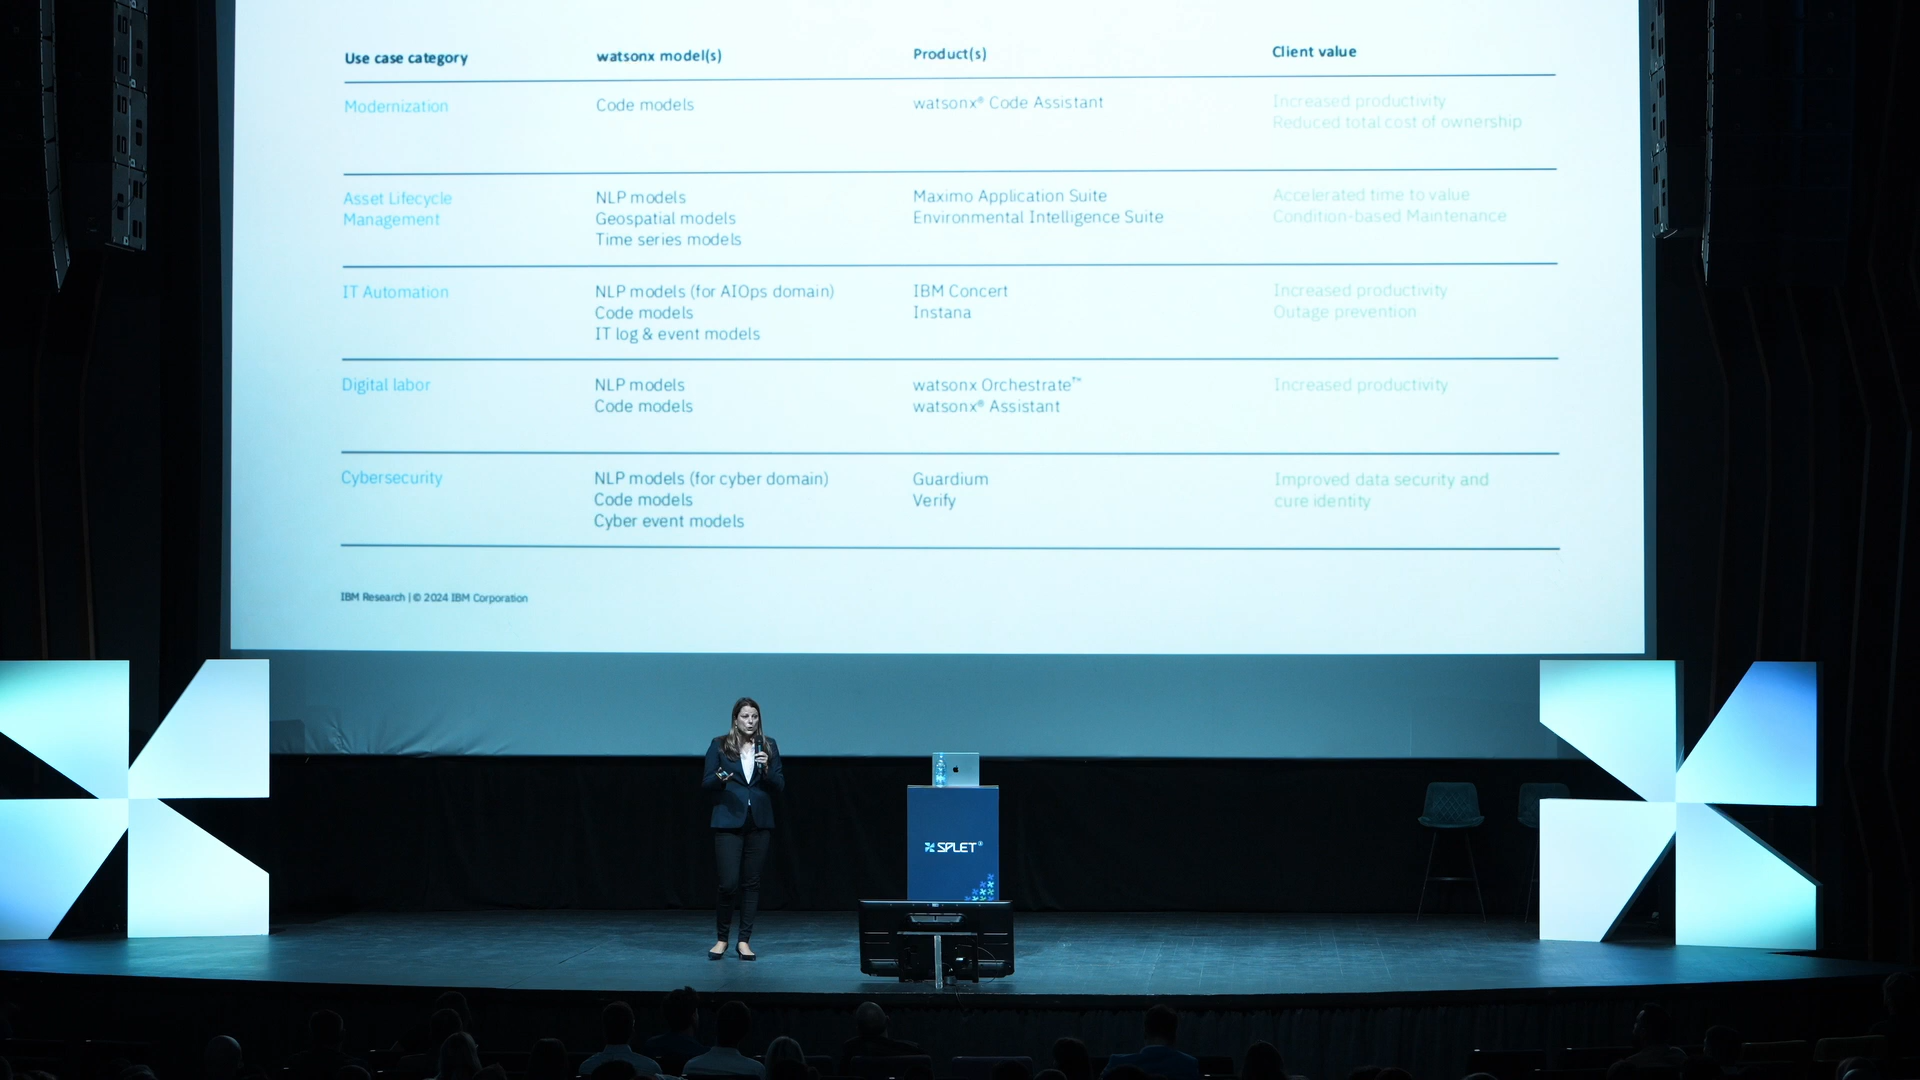 Use case category
watsonx model(s)
Product(s)
Client value
Modernization
Code models
watsonx® Code Assistant
Increased productivity
Reduced total cost of ownership
Asset Lifecycle
Management
NLP models
Geospatial models
Time series models
Maximo Application Suite
Environmental Intelligence Suite
Accelerated time to value
Condition-based Maintenance
IT Automation
NLP models (for AIOps domain)
Code models
IT log & event models
IBM Concert
Instana
Increased productivity
Outage prevention
Digital labor
NLP models
Code models
watsonx Orchestrate™
watsonx® Assistant
Increased productivity
Cybersecurity
NLP models (for cyber domain)
Code models
Cyber event models
Guardium
Verify
Improved data security and
cure identity
IBM Research | © 2024 IBM Corporation
SPLET